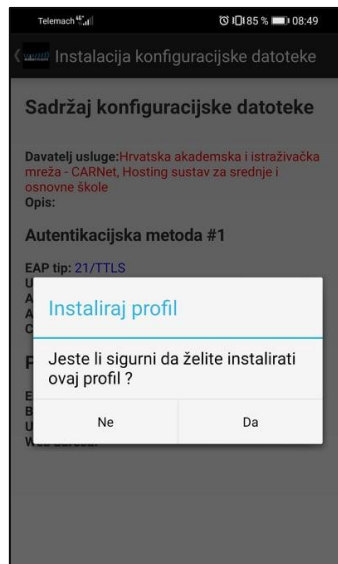 Telemach 85 % 08:49
Instalacija konfiguracijske datoteke
Sadržaj konfiguracijske datoteke
Davatelj usluge:Hrvatska akademska i istraživačka
mreža - CARNet, Hosting sustav za srednje i
osnovne škole
Opis:
Autentikacijska metoda #1
EAP tip: 21/TTLS
Instaliraj profil
Jeste li sigurni da želite instalirati
ovaj profil ?
Ne Da